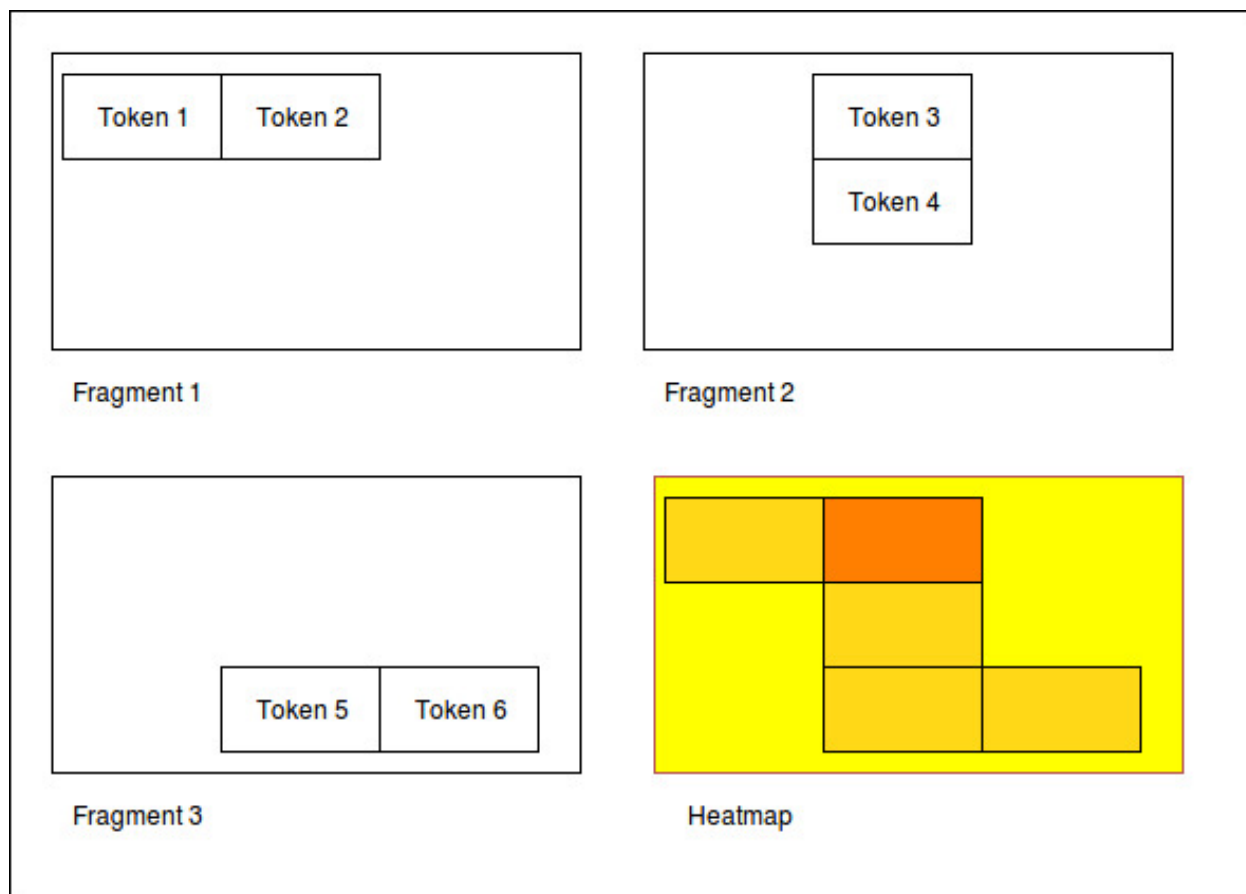 Token 1 Token 2
Token 3
Token 4
Fragment 1
Fragment 2
Token 5 Token 6
Fragment 3
Heatmap